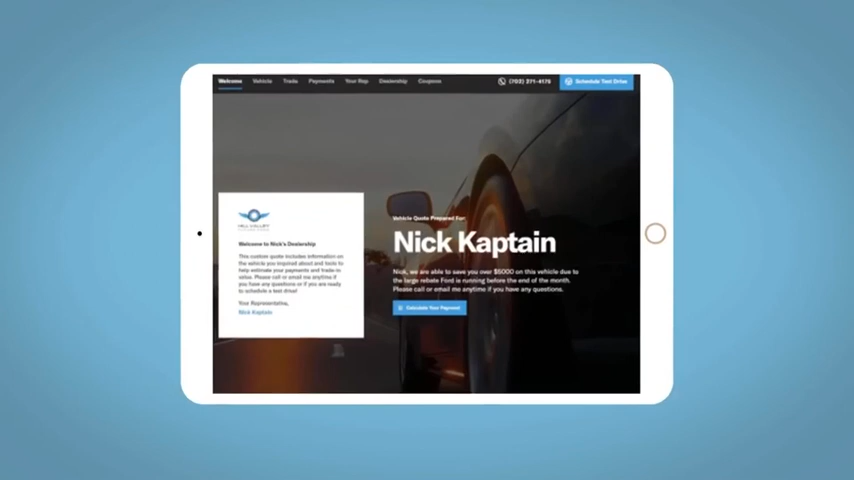 Welcome Vehicle Trade Payments Your Rep Dealership Coupons (702) 271-4175 Schedule Test Drive
HILL VALLEY
Welcome to Nick's Dealership
This custom quote includes information on
the vehicle you inquired about and tools to
help estimate your payments and trade-in
value. Please call or email me anytime if
you have any questions or if you are ready
to schedule a test drive!
Your Representative,
Nick Kaptain
Vehicle Quote Prepared For:
Nick Kaptain
Nick, we are able to save you over $5000 on this vehicle due to
the large rebate Ford is running before the end of the month.
Please call or email me anytime if you have any questions.
Calculate Your Payment